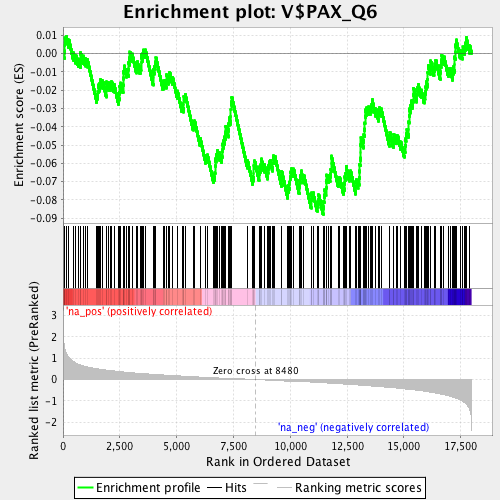 Enrichment plot: V$PAX_Q6
Enrichment score (ES)
0.01
0.00
-0.01
-0.02
-0.03
-0.04
-0.05
-0.06
-0.07
-0.08
-0.09
'na_pos' (positively correlated)
Ranked list metric (PreRanked)
3
2
1
0
-1
-2
Zero cross at 8480
'na_neg' (negatively correlated)
0
2,500
5,000
7,500
10,000
12,500
15,000
17,500
Rank in Ordered Dataset
Enrichment profile
Hits
Ranking metric scores